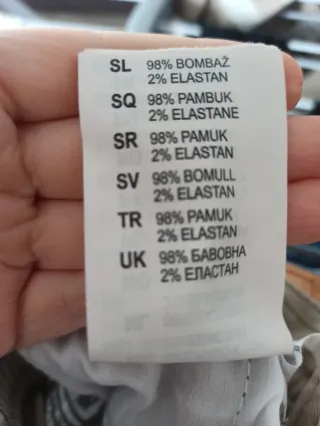 SL 98% BOMBAŽ
2% ELASTAN
SQ 98% PAMBUK
2% ELASTANE
SR 98% PAMUK
2% ELASTAN
SV 98% BOMULL
2% ELASTAN
TR 98% PAMUK
2% ELASTAN
UK 98% БАВОВНА
2% ЕЛАСТАН